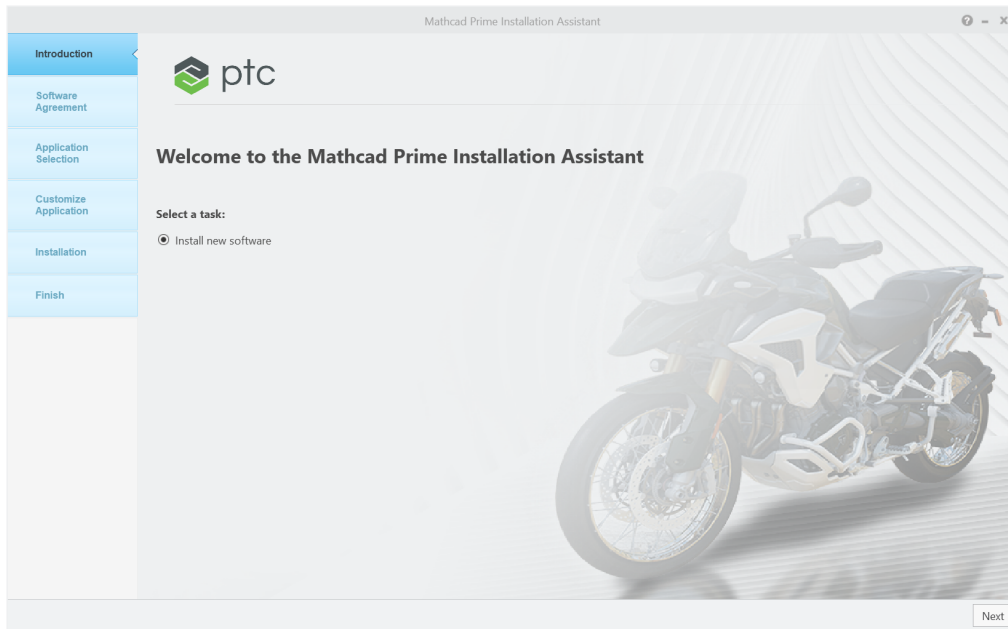 Mathcad Prime Installation Assistant
Introduction
Software
Agreement
Application
Selection
Customize
Application
Installation
Finish
ptc
Welcome to the Mathcad Prime Installation Assistant
Select a task:
Install new software
Next